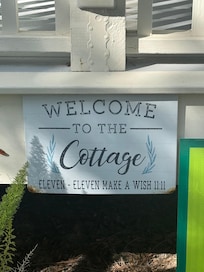 WELCOME
TO THE
Cottage
ELEVEN - ELEVEN MAKE A WISH 11:11